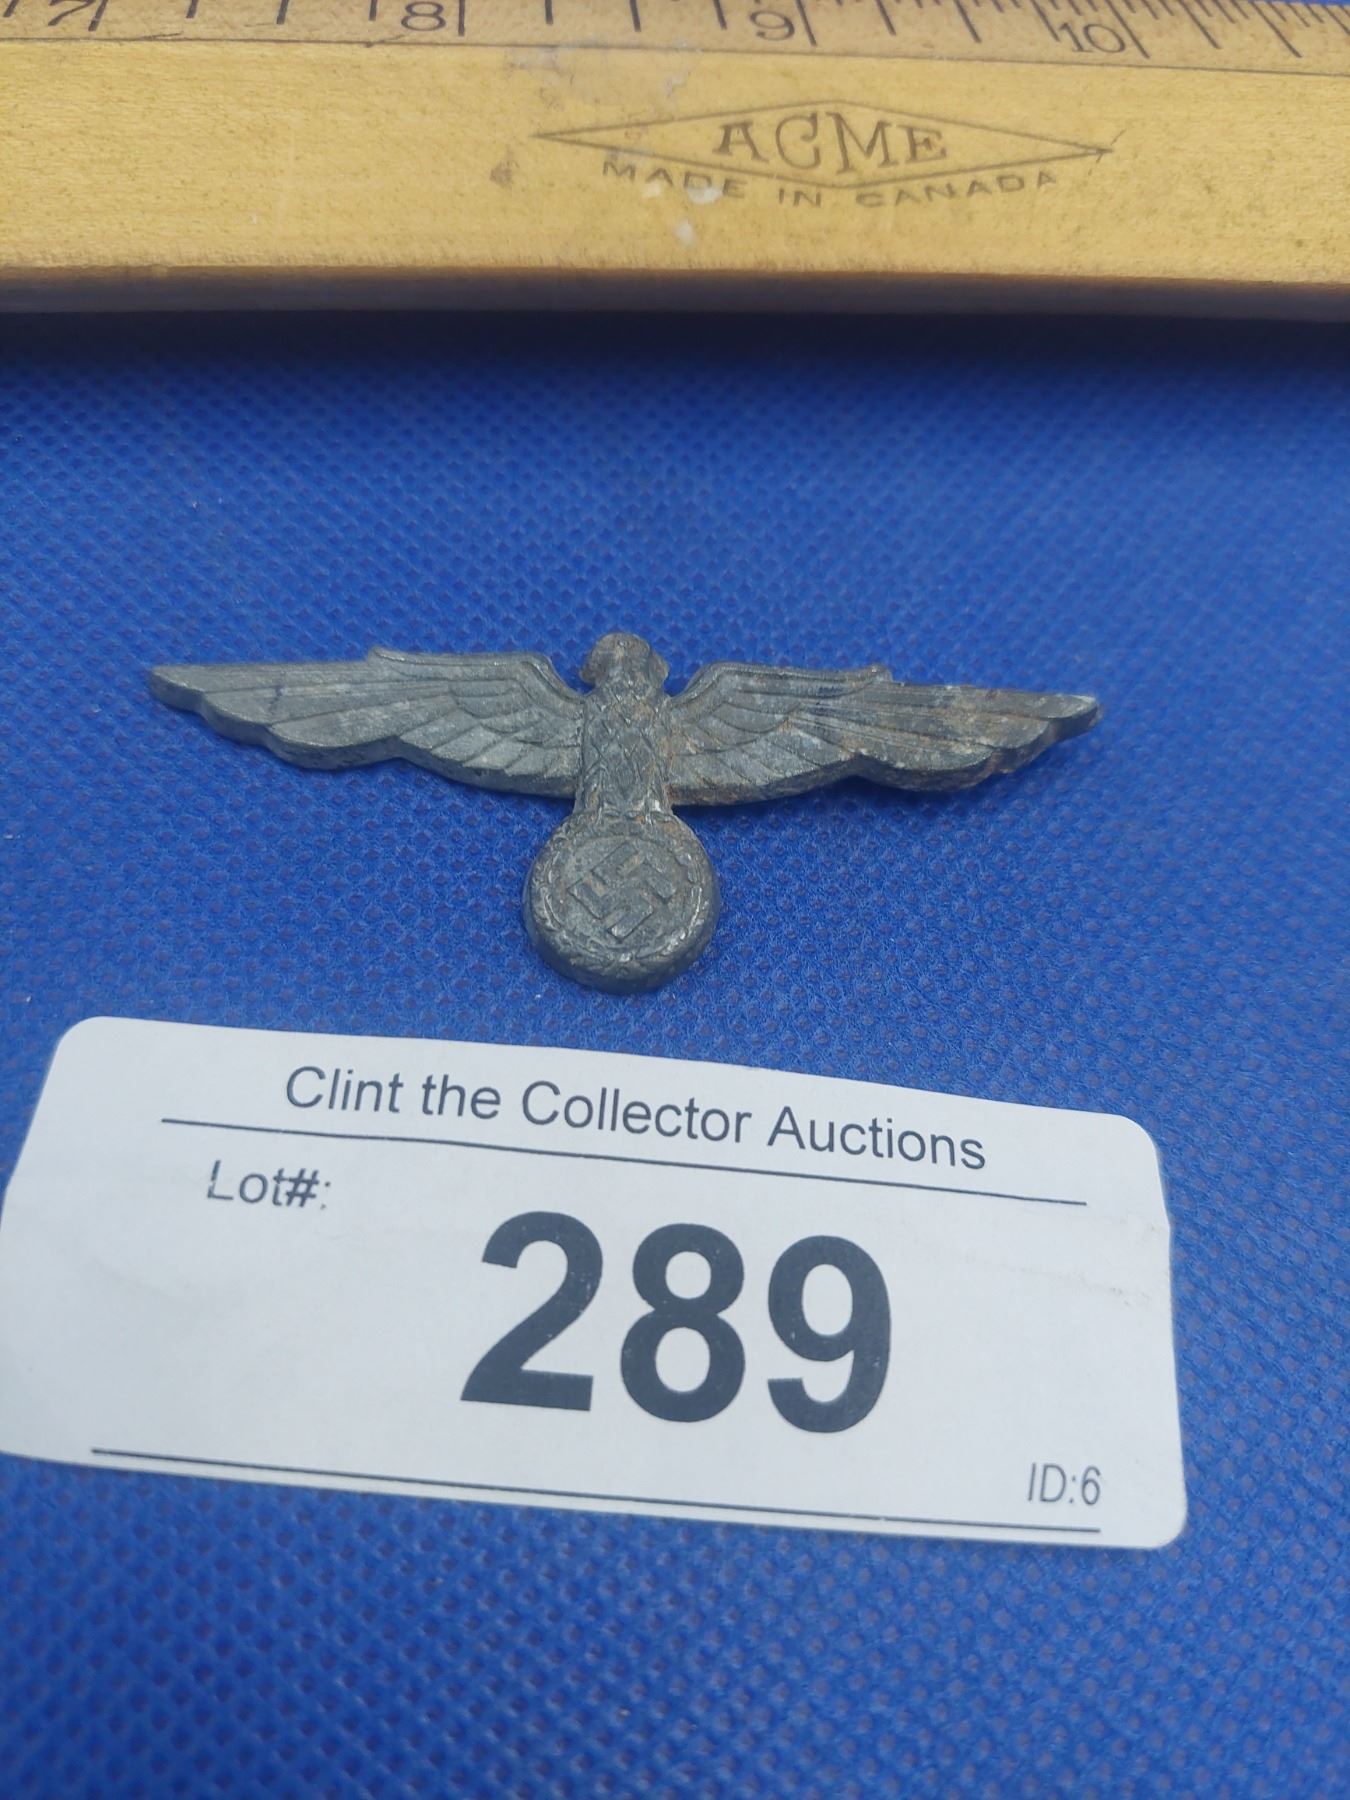 7 8 9 10
ACME
MADE IN CANADA
Clint the Collector Auctions
Lot#:
289
ID:6